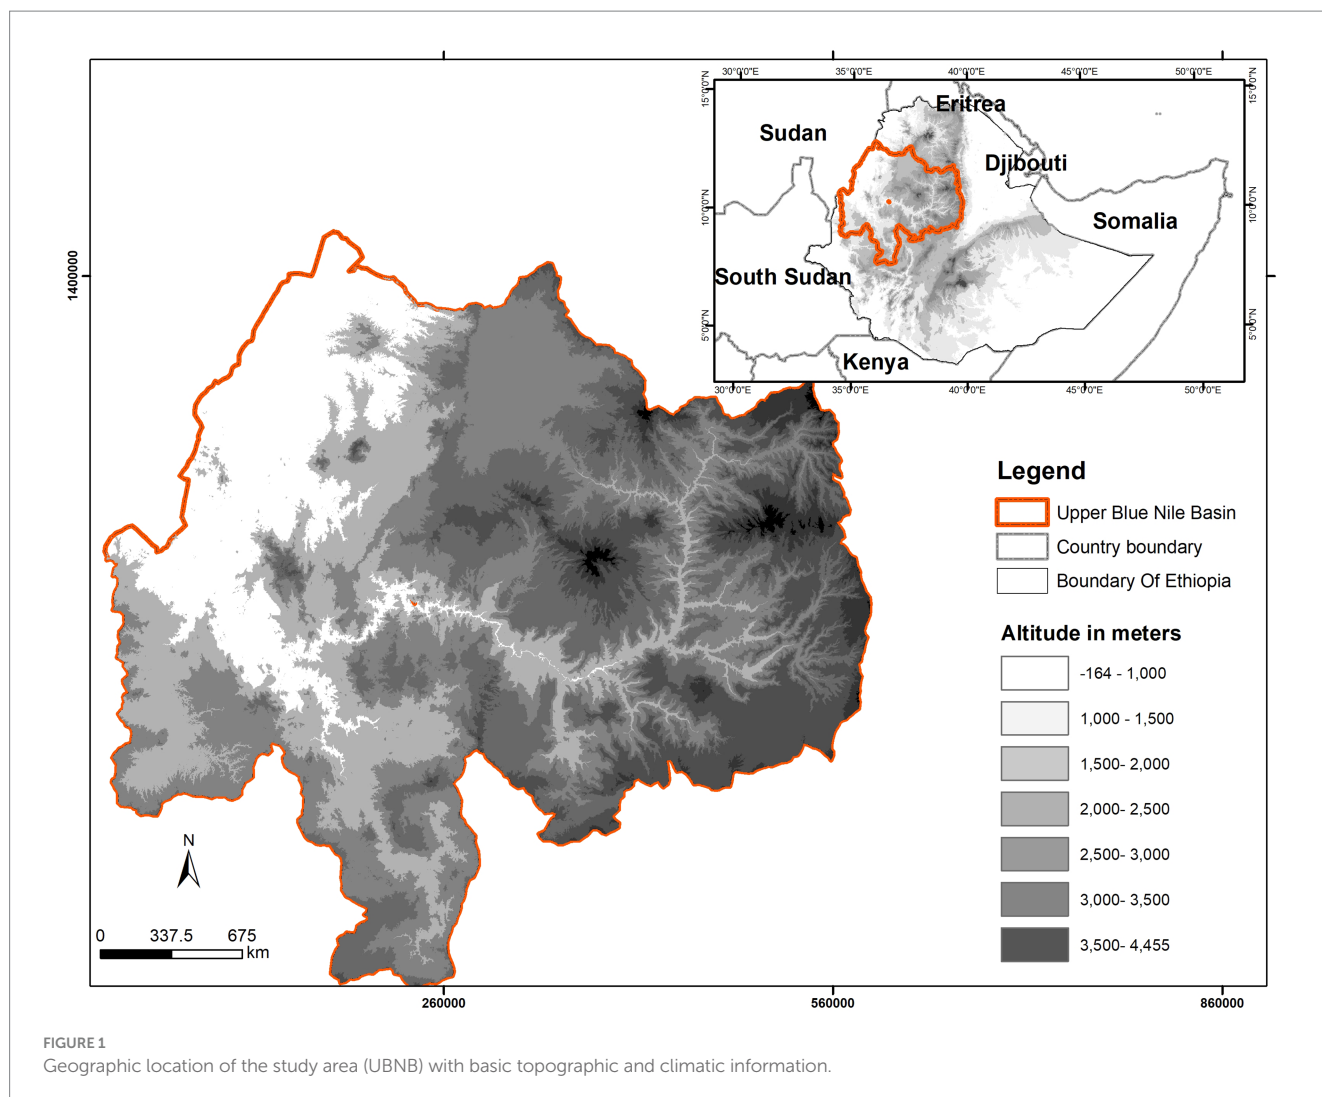 30°0'0"E 35°0'0"E 40°0'0"E 45°0'0"E 50°0'0"E
15°0'0"N 15°0'0"N
Eritrea
Sudan
Djibouti
10°0'0"N 10°0'0"N
Somalia
South Sudan
1400000
5°0'0"N 5°0'0"N
Kenya
30°0'0"E 35°0'0"E 40°0'0"E 45°0'0"E 50°0'0"E
Legend
Upper Blue Nile Basin
Country boundary
Boundary Of Ethiopia
Altitude in meters
-164 - 1,000
1,000 - 1,500
1,500- 2,000
2,000- 2,500
2,500- 3,000
3,000- 3,500
3,500- 4,455
N
0 337.5 675
km
260000 560000 860000
FIGURE 1
Geographic location of the study area (UBNB) with basic topographic and climatic information.